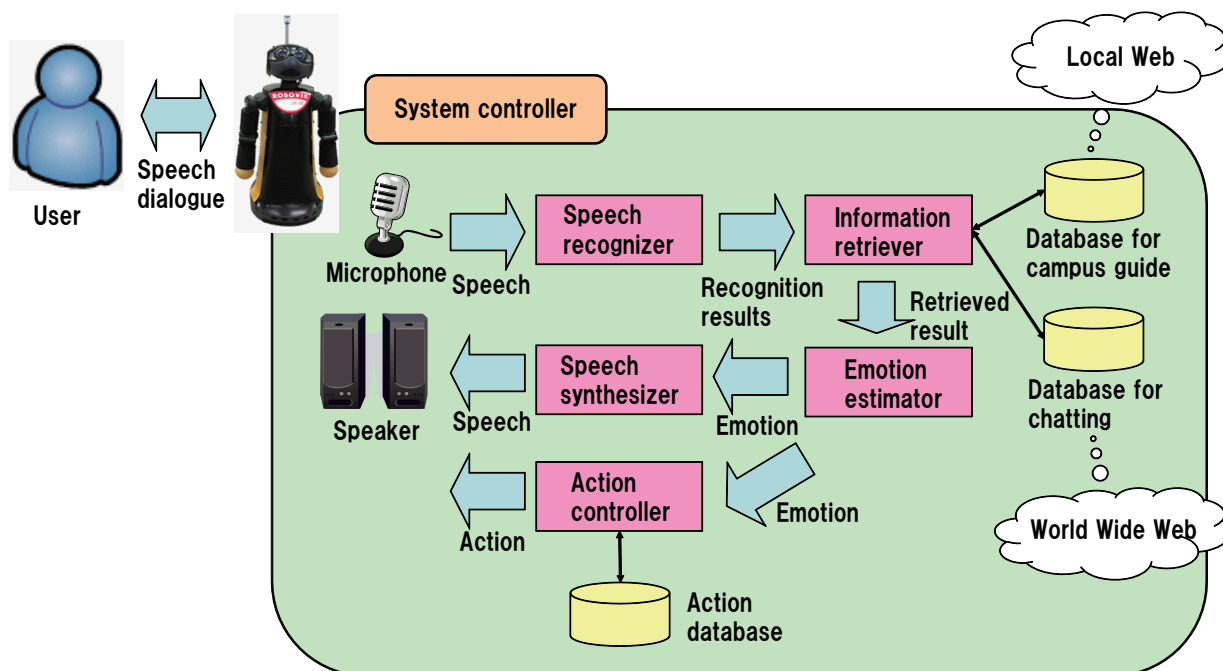 Local Web
System controller
ROBOVIE
Speech
dialogue
User
Microphone
Speech
Speech
recognizer
Recognition
results
Information
retriever
Database for
campus guide
Retrieved
result
Database for
chatting
Emotion
estimator
Emotion
Speech
synthesizer
Speech
Speaker
Action
controller
Emotion
Action
World Wide Web
Action
database